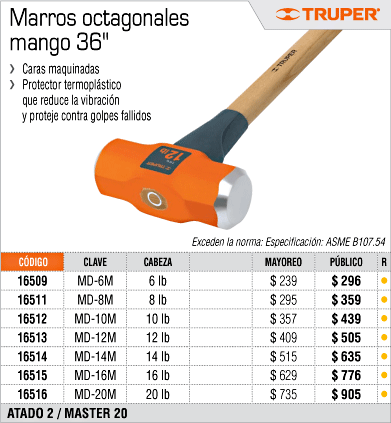 Marros octagonales
mango 36"
TRUPER®
› Caras maquinadas
› Protector termoplástico
que reduce la vibración
y proteje contra golpes fallidos
TRUPER
TRUPER
12 lb
Exceden la norma: Especificación: ASME B107.54
CÓDIGO CLAVE CABEZA MAYOREO PÚBLICO R
16509 MD-6M 6 lb $ 239 $ 296 ●
16511 MD-8M 8 lb $ 295 $ 359 ●
16512 MD-10M 10 lb $ 357 $ 439 ●
16513 MD-12M 12 lb $ 409 $ 505 ●
16514 MD-14M 14 lb $ 515 $ 635 ●
16515 MD-16M 16 lb $ 629 $ 776 ●
16516 MD-20M 20 lb $ 735 $ 905 ●
ATADO 2 / MASTER 20